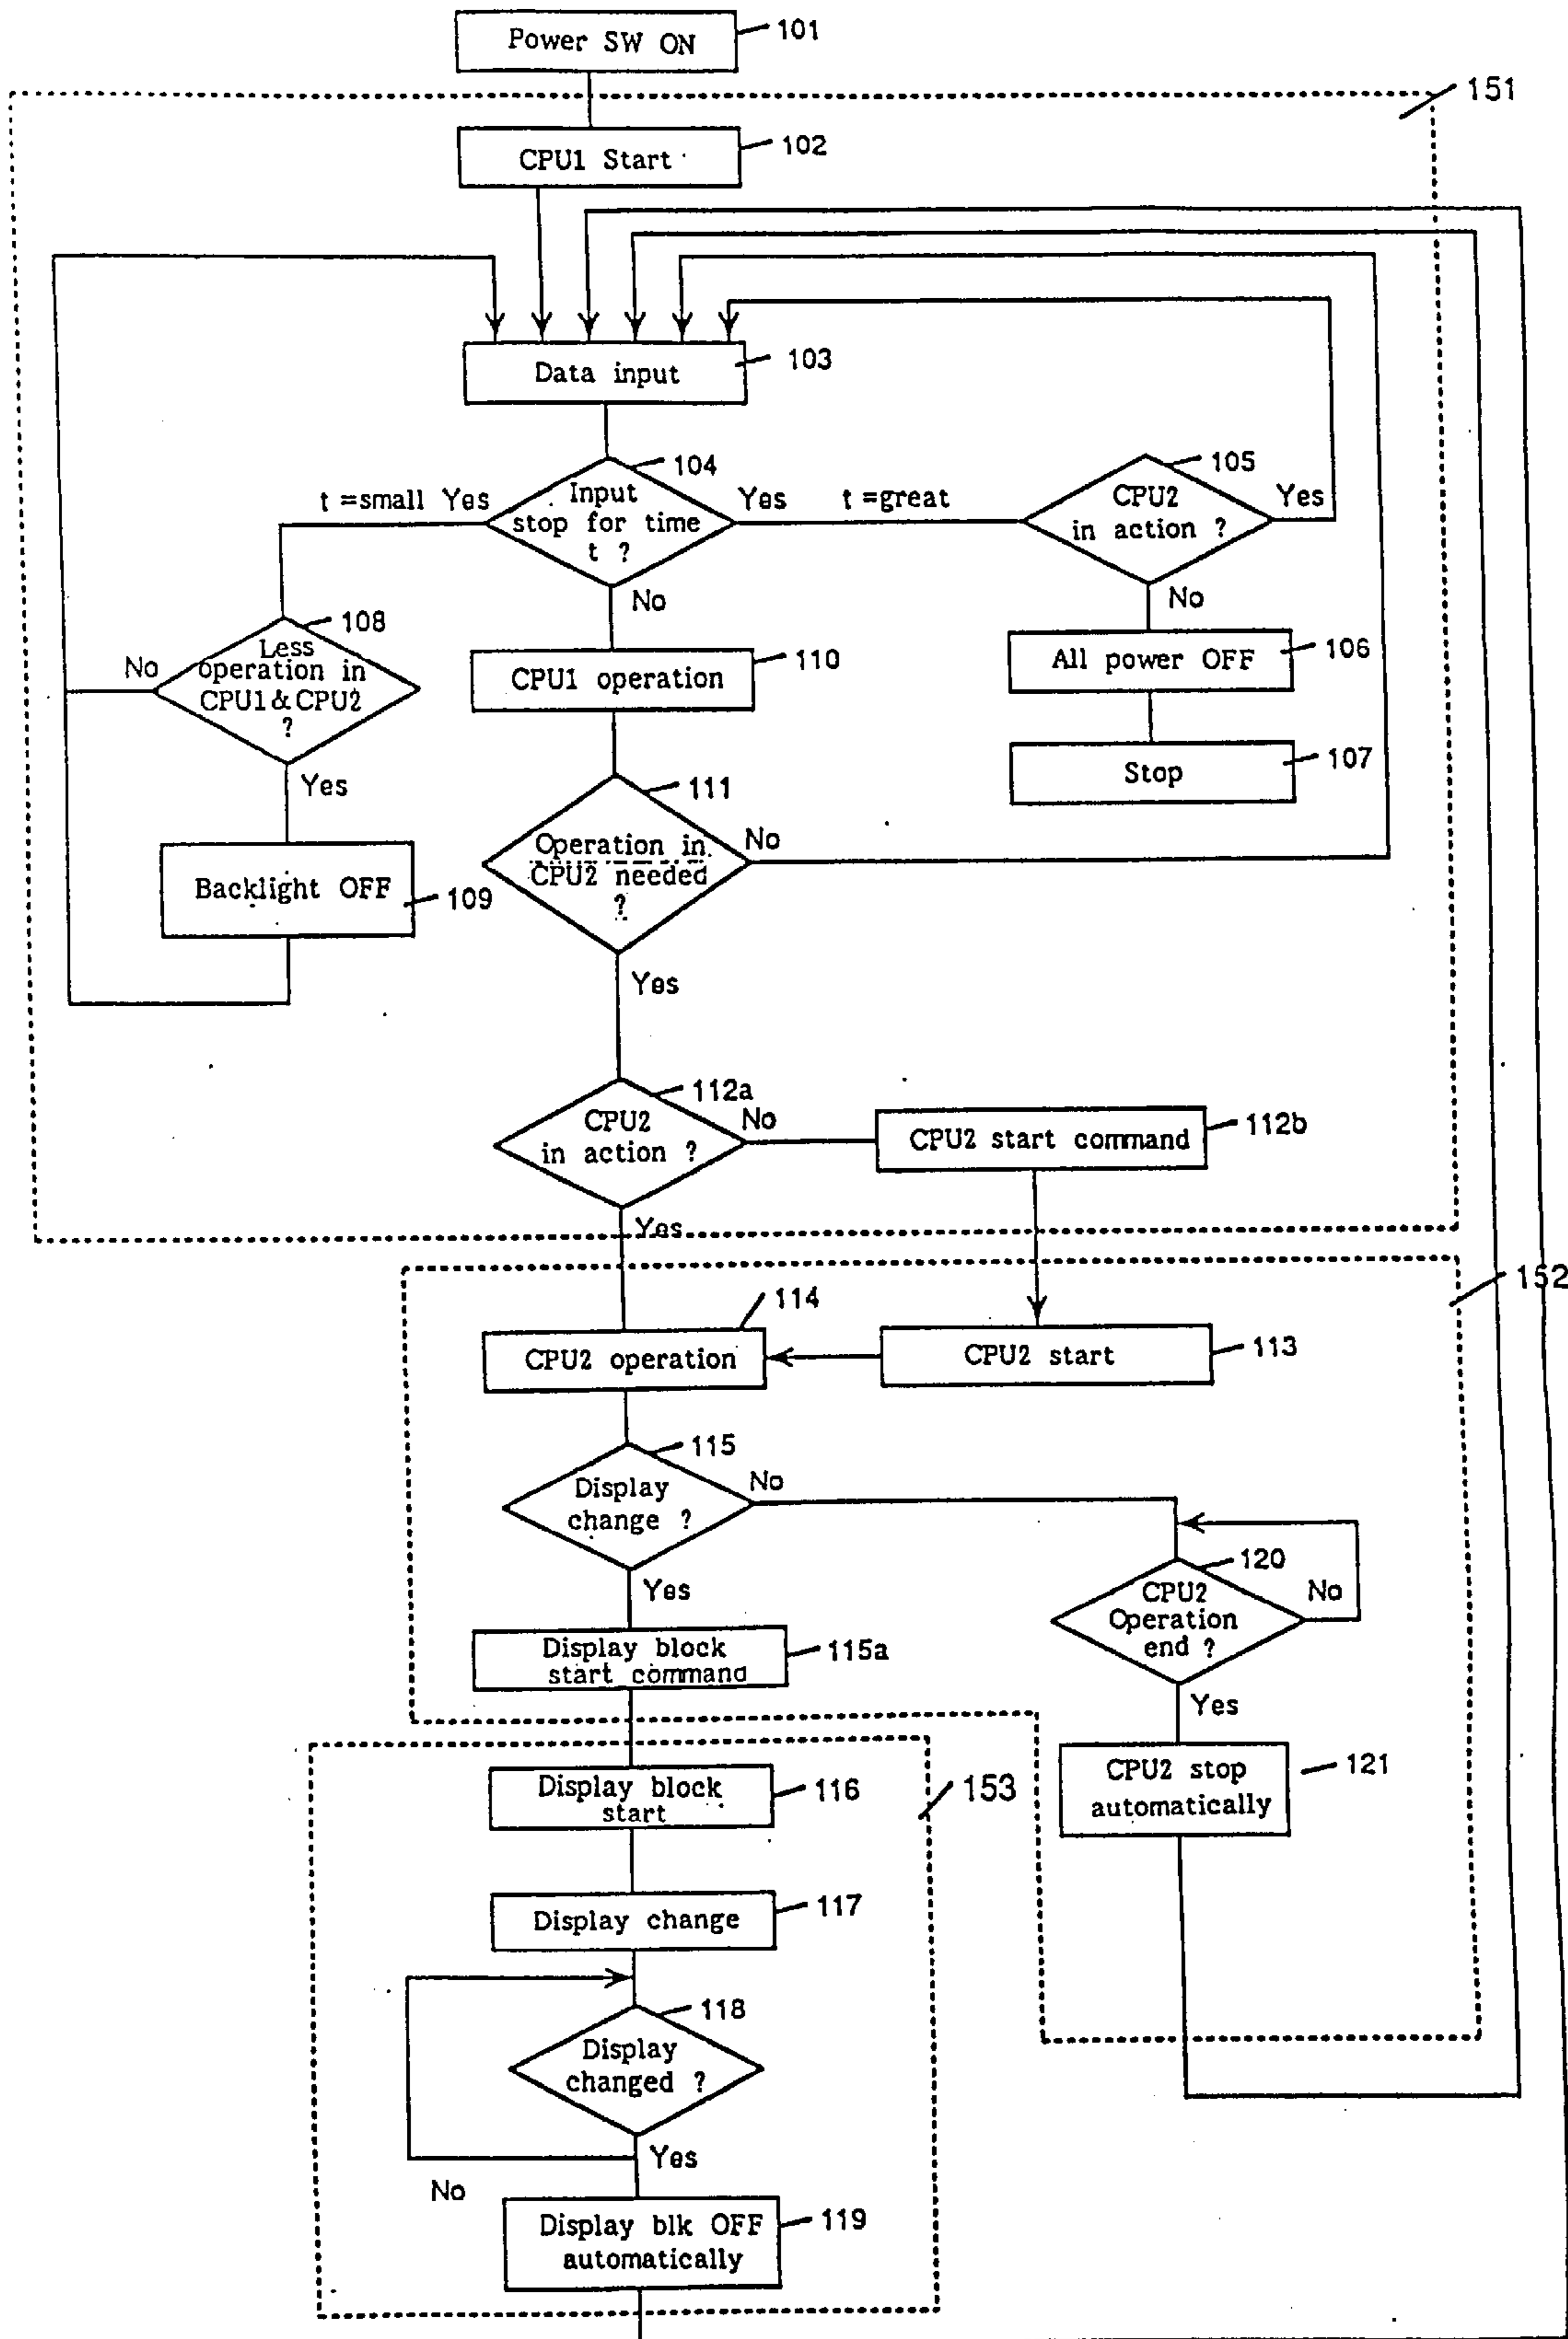 Power SW ON
101
151
CPU1 Start
102
Data input
103
104
Input
stop for time
t ?
t =small Yes
Yes
t =great
No
105
CPU2
in action ?
Yes
No
All power OFF
106
Stop
107
108
Less
operation in
CPU1 & CPU2
?
No
Yes
Backlight OFF
109
CPU1 operation
110
111
Operation in
CPU2 needed
?
No
Yes
112a
CPU2
in action ?
No
Yes
CPU2 start command
112b
152
114
CPU2 operation
CPU2 start
113
115
Display
change ?
No
Yes
Display block
start command
115a
120
CPU2
Operation
end ?
No
Yes
CPU2 stop
automatically
121
153
Display block
start
116
Display change
117
118
Display
changed ?
Yes
No
Display blk OFF
automatically
119